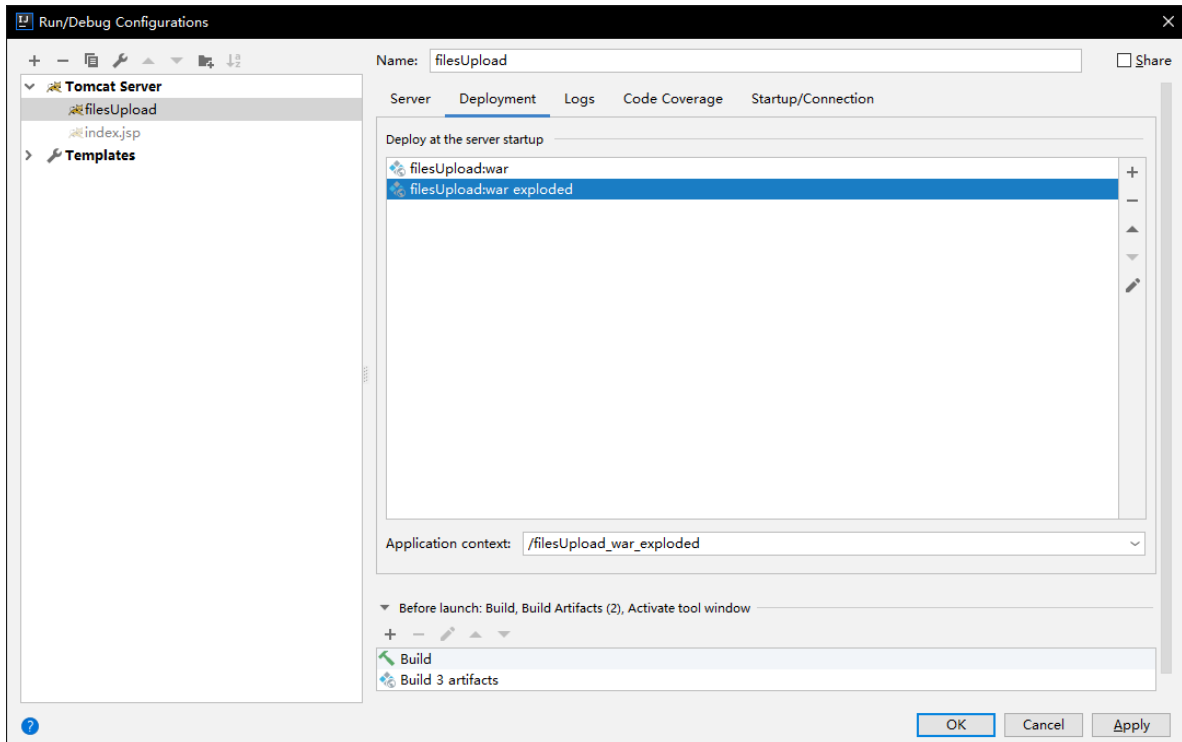 Run/Debug Configurations
Name: filesUpload Share
Tomcat Server
filesUpload
index.jsp
Templates
Server Deployment Logs Code Coverage Startup/Connection
Deploy at the server startup
filesUpload:war
filesUpload:war exploded
Application context: /filesUpload_war_exploded
Before launch: Build, Build Artifacts (2), Activate tool window
Build
Build 3 artifacts
OK Cancel Apply